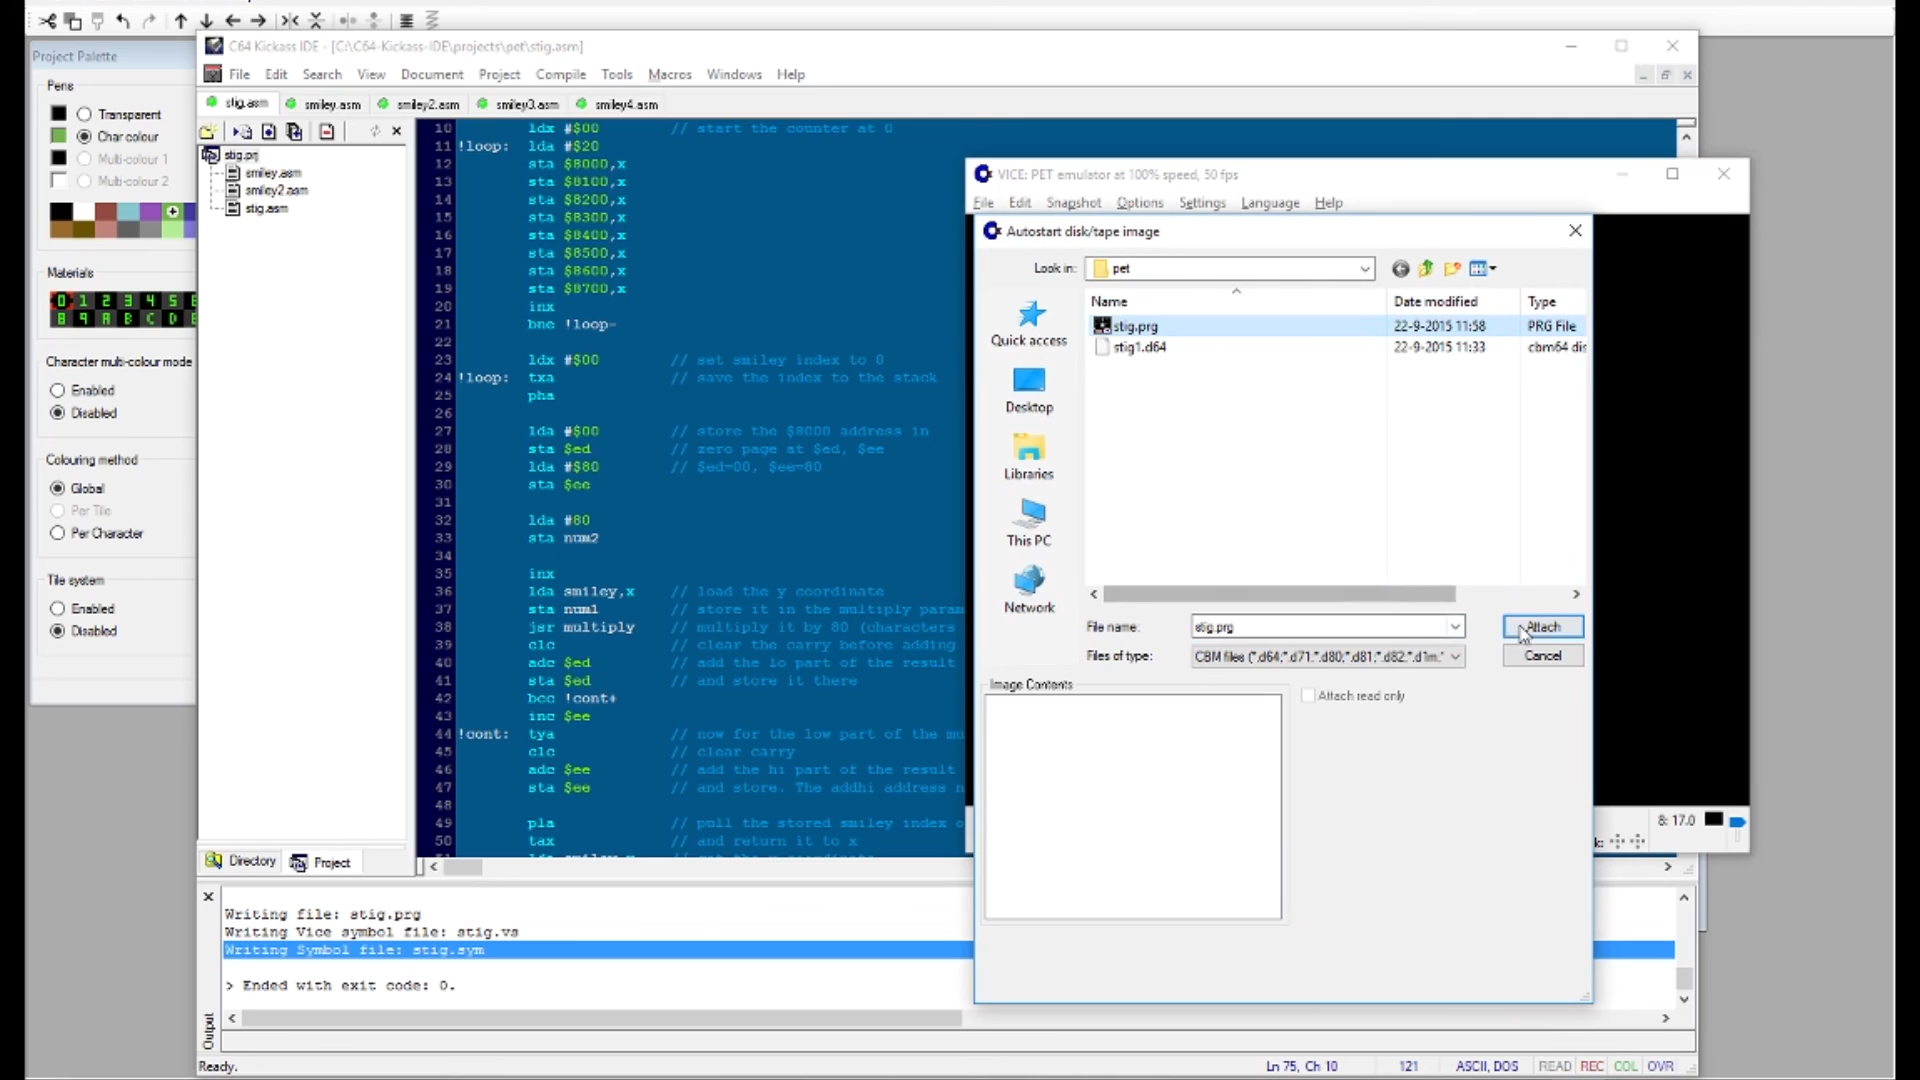 Project Palette
Pens
Transparent
Char colour
Multi-colour 1
Multi-colour 2
Materials
0 1 2 3 4 5
8 9 A B C D
Character multi-colour mode
Enabled
Disabled
Colouring method
Global
Per Tile
Per Character
Tile system
Enabled
Disabled
C64 Kickass IDE - [C:\C64-Kickass-IDE\projects\pet\stig.asm]
File Edit Search View Document Project Compile Tools Macros Windows Help
stig.asm smiley.asm smiley2.asm smiley3.asm smiley4.asm
stig.prj
smiley.asm
smiley2.asm
stig.asm
Directory Project
10 ldx #$00 // start the counter at 0
11 !loop: lda #$20
12 sta $8000,x
13 sta $8100,x
14 sta $8200,x
15 sta $8300,x
16 sta $8400,x
17 sta $8500,x
18 sta $8600,x
19 sta $8700,x
20 inx
21 bne !loop-
22
23 ldx #$00 // set smiley index to 0
24 !loop: txa // save the index to the stack
25 pha
26
27 lda #$00 // store the $8000 address in
28 sta $ed // zero page at $ed, $ee
29 lda #$80 // $ed=00, $ee=80
30 sta $ee
31
32 lda #80
33 sta num2
34
35 inx
36 lda smiley,x // load the y coordinate
37 sta num1 // store it in the multiply param
38 jsr multiply // multiply it by 80 (characters
39 clc // clear the carry before adding
40 adc $ed // add the lo part of the result
41 sta $ed // and store it there
42 bcc !cont+
43 inc $ee
44 !cont: tya // now for the low part of the mu
45 clc // clear carry
46 adc $ee // add the hi part of the result
47 sta $ee // and store. The addhi address n
48
49 pla // pull the stored smiley index o
50 tax // and return it to x
VICE: PET emulator at 100% speed, 50 fps
File Edit Snapshot Options Settings Language Help
Autostart disk/tape image
Look in: pet
Quick access
Desktop
Libraries
This PC
Network
Name Date modified Type
stig.prg 22-9-2015 11:58 PRG File
stig1.d64 22-9-2015 11:33 cbm64 dis
File name: stig.prg Attach
Files of type: CBM files (*.d64;*.d71;*.d80;*.d81;*.d82;*.d1m;* Cancel
Image Contents
Attach read only
8: 17.0
Output
Writing file: stig.prg
Writing Vice symbol file: stig.vs
Writing Symbol file: stig.sym
> Ended with exit code: 0.
Ready.
Ln 75, Ch 10 121 ASCII, DOS READ REC COL OVR